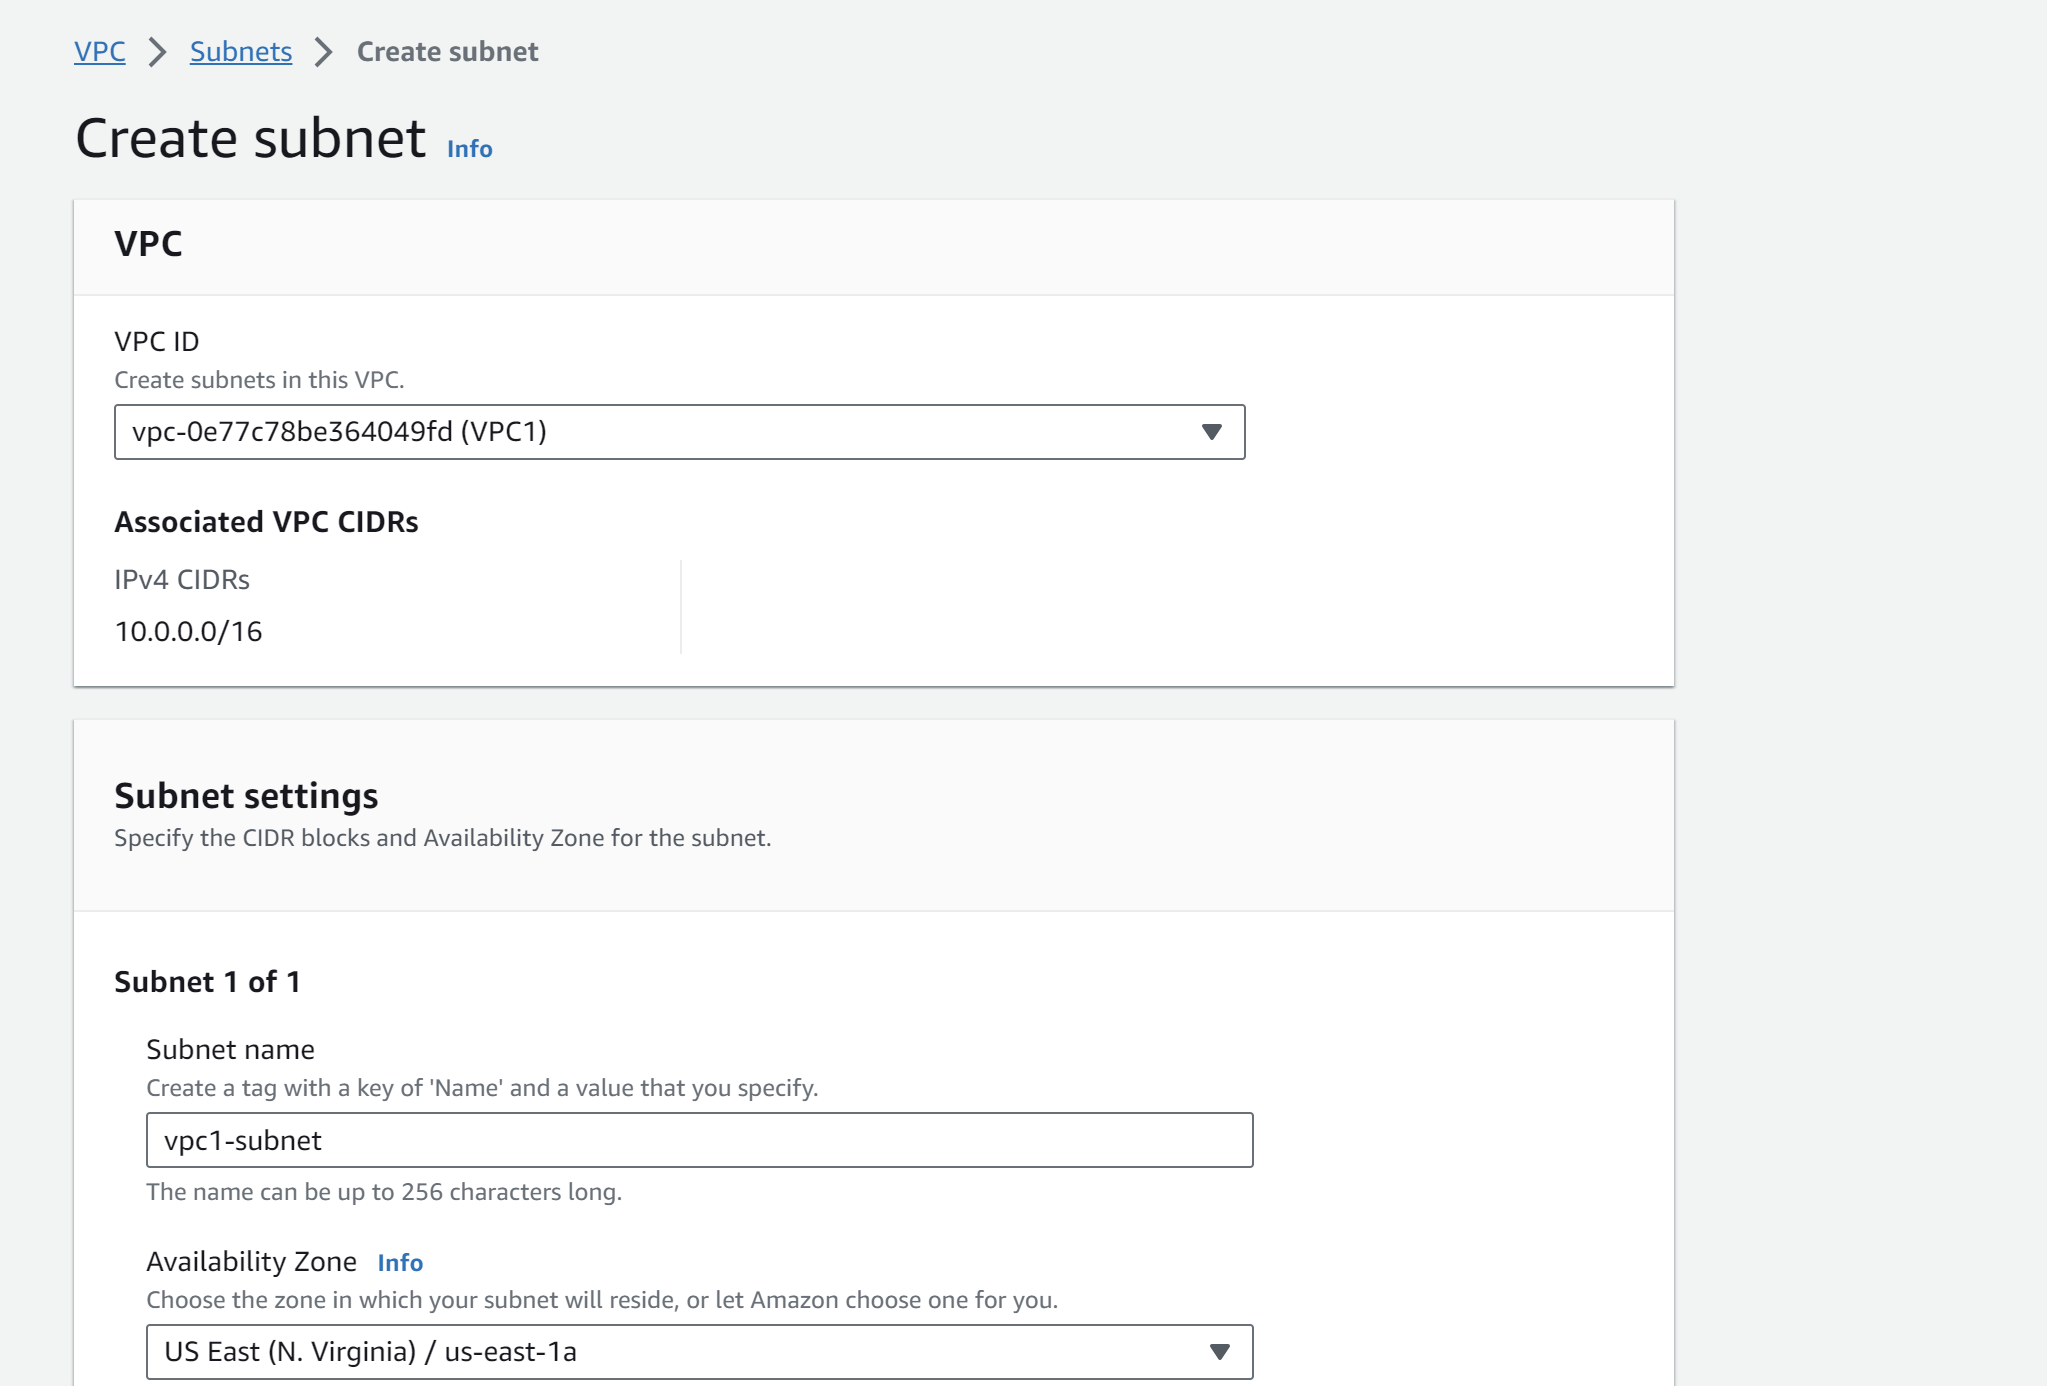 VPC > Subnets > Create subnet
Create subnet Info
VPC
VPC ID
Create subnets in this VPC.
vpc-0e77c78be364049fd (VPC1)
Associated VPC CIDRs
IPv4 CIDRs
10.0.0.0/16
Subnet settings
Specify the CIDR blocks and Availability Zone for the subnet.
Subnet 1 of 1
Subnet name
Create a tag with a key of 'Name' and a value that you specify.
vpc1-subnet
The name can be up to 256 characters long.
Availability Zone Info
Choose the zone in which your subnet will reside, or let Amazon choose one for you.
US East (N. Virginia) / us-east-1a